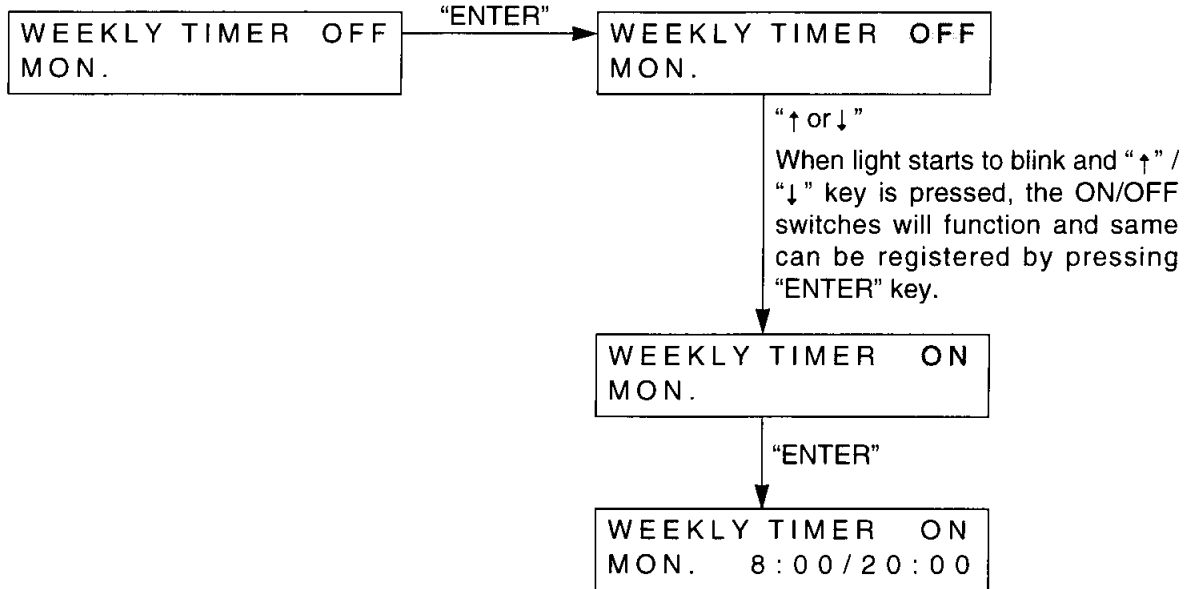 WEEKLY TIMER OFF
MON.
“ENTER”
WEEKLY TIMER OFF
MON.
“↑ or ↓”
When light starts to blink and “↑” /
“↓” key is pressed, the ON/OFF
switches will function and same
can be registered by pressing
“ENTER” key.
WEEKLY TIMER ON
MON.
“ENTER”
WEEKLY TIMER ON
MON. 8:00/20:00